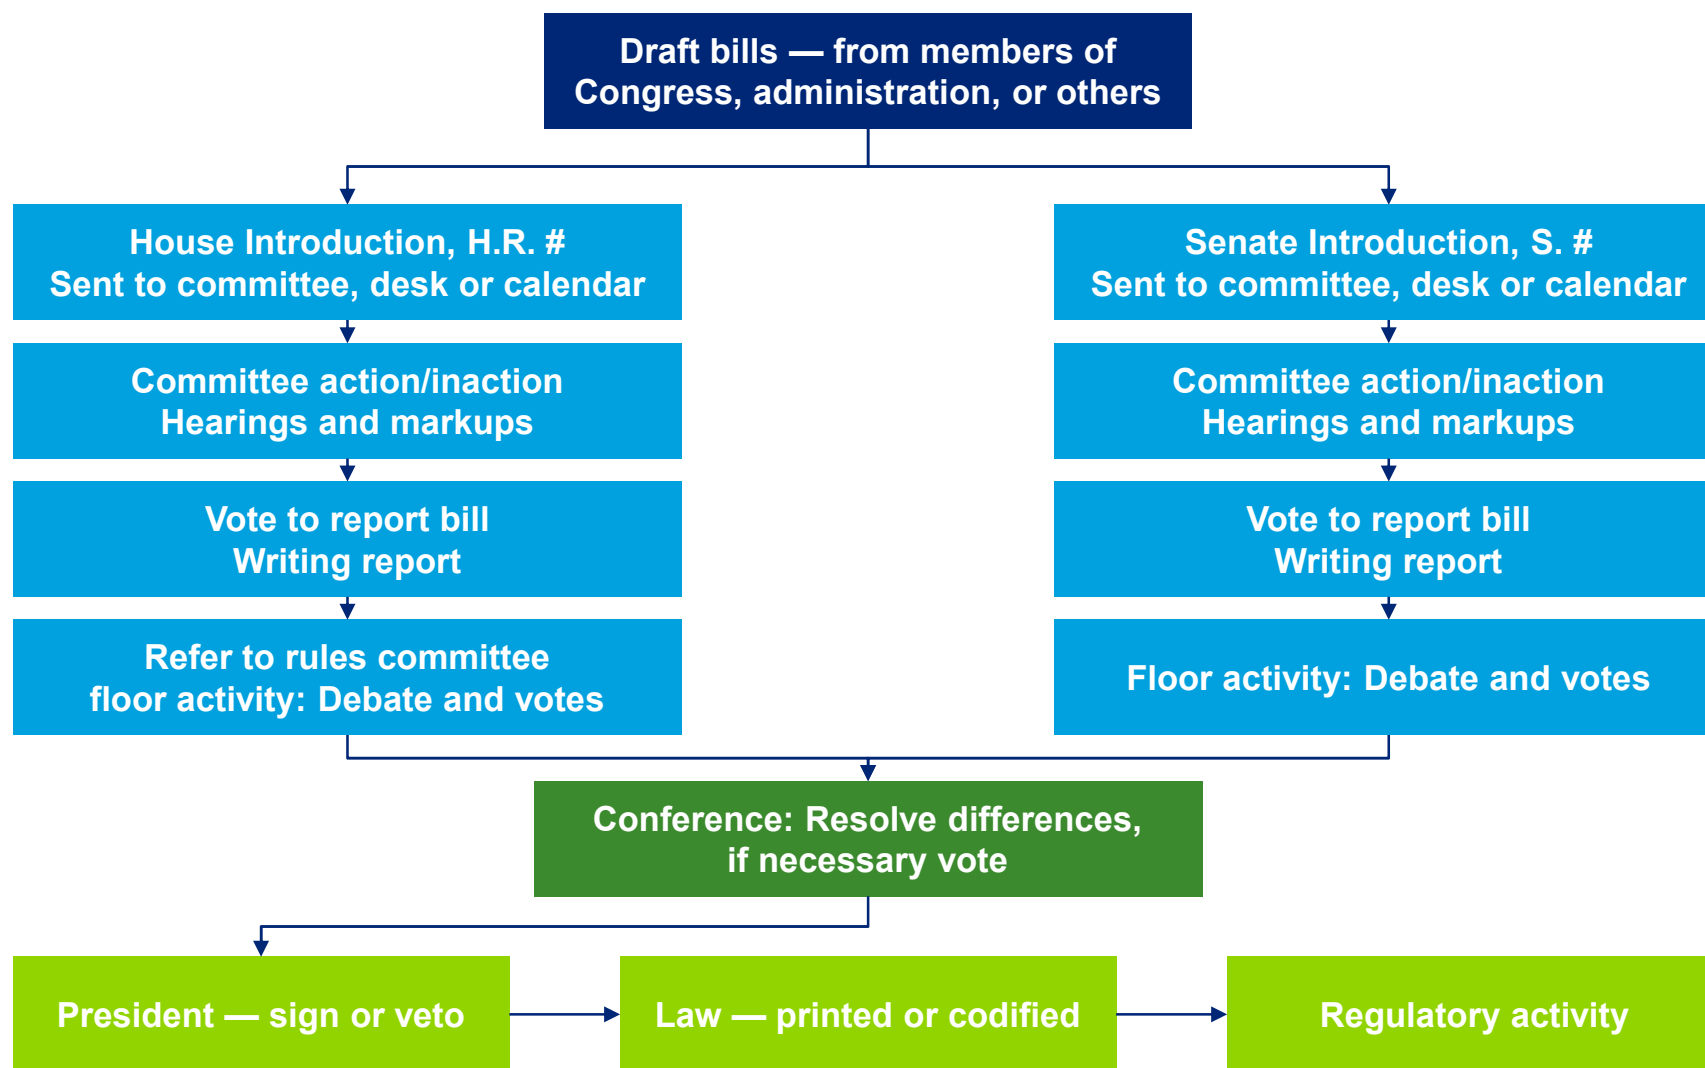 Draft bills — from members of
Congress, administration, or others
House Introduction, H.R. #
Sent to committee, desk or calendar
Committee action/inaction
Hearings and markups
Vote to report bill
Writing report
Refer to rules committee
floor activity: Debate and votes
Senate Introduction, S. #
Sent to committee, desk or calendar
Committee action/inaction
Hearings and markups
Vote to report bill
Writing report
Floor activity: Debate and votes
Conference: Resolve differences,
if necessary vote
President — sign or veto
Law — printed or codified
Regulatory activity